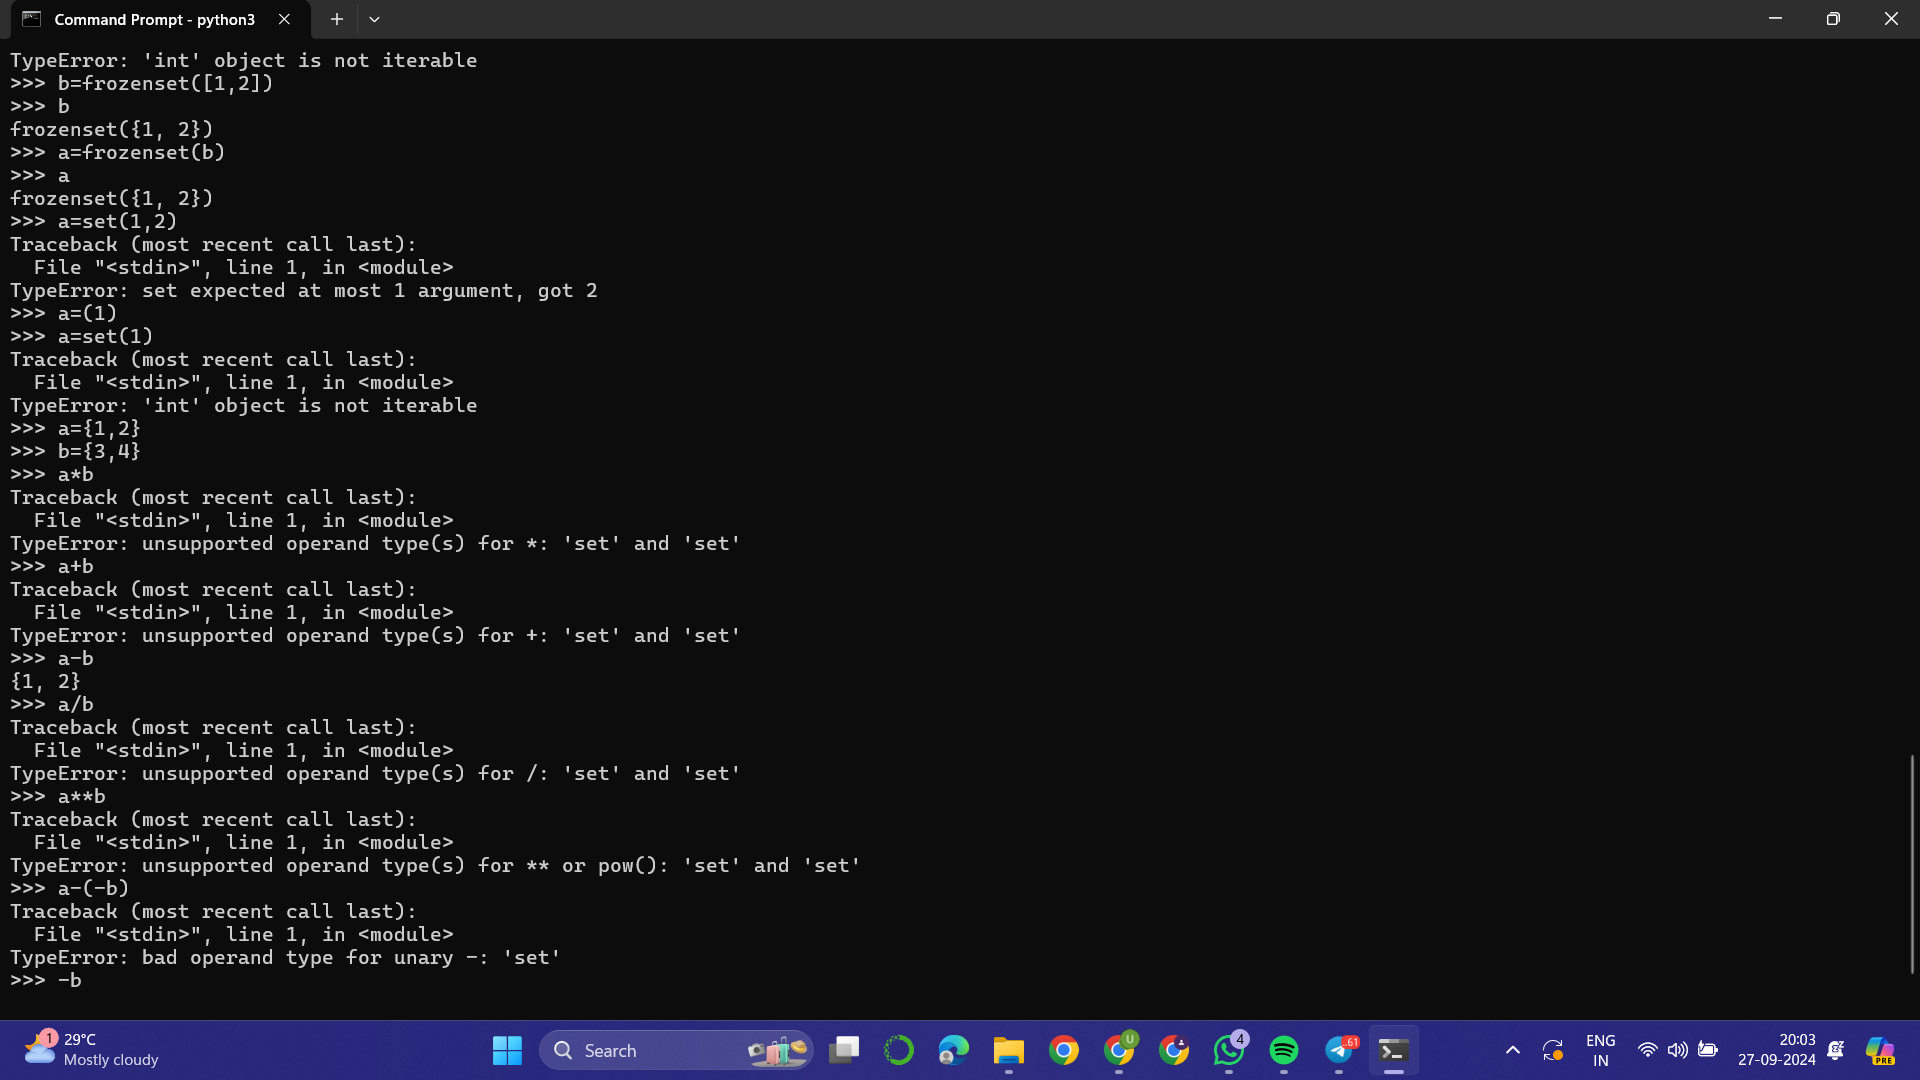 Command Prompt - python3
TypeError: 'int' object is not iterable
>>> b=frozenset([1,2])
>>> b
frozenset({1, 2})
>>> a=frozenset(b)
>>> a
frozenset({1, 2})
>>> a=set(1,2)
Traceback (most recent call last):
  File "<stdin>", line 1, in <module>
TypeError: set expected at most 1 argument, got 2
>>> a=(1)
>>> a=set(1)
Traceback (most recent call last):
  File "<stdin>", line 1, in <module>
TypeError: 'int' object is not iterable
>>> a={1,2}
>>> b={3,4}
>>> a*b
Traceback (most recent call last):
  File "<stdin>", line 1, in <module>
TypeError: unsupported operand type(s) for *: 'set' and 'set'
>>> a+b
Traceback (most recent call last):
  File "<stdin>", line 1, in <module>
TypeError: unsupported operand type(s) for +: 'set' and 'set'
>>> a-b
{1, 2}
>>> a/b
Traceback (most recent call last):
  File "<stdin>", line 1, in <module>
TypeError: unsupported operand type(s) for /: 'set' and 'set'
>>> a**b
Traceback (most recent call last):
  File "<stdin>", line 1, in <module>
TypeError: unsupported operand type(s) for ** or pow(): 'set' and 'set'
>>> a-(-b)
Traceback (most recent call last):
  File "<stdin>", line 1, in <module>
TypeError: bad operand type for unary -: 'set'
>>> -b
1
29°C
Mostly cloudy
Search
U
4
.61
ENG
IN
20:03
27-09-2024
PRE